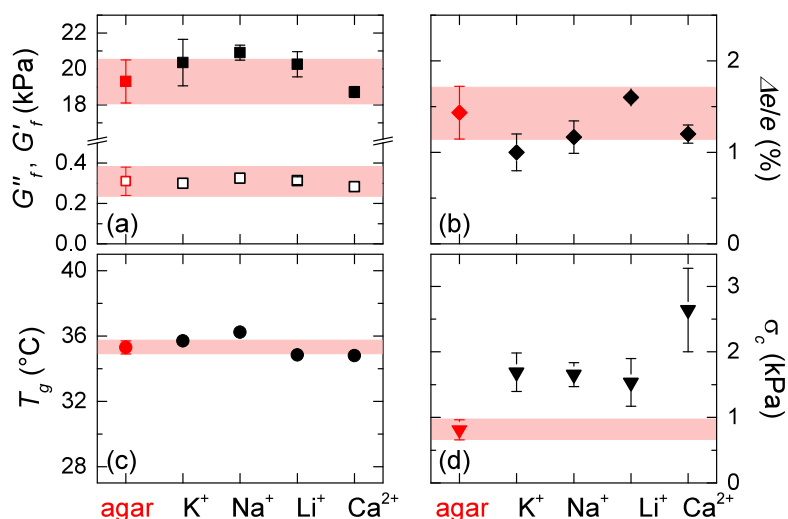 22
20
18
0.4
0.2
0.0
G″f, G′f (kPa)
(a)
2
1
0
Δe/e (%)
(b)
40
36
32
28
Tg (°C)
(c)
agar K⁺ Na⁺ Li⁺ Ca²⁺
3
2
1
0
σc (kPa)
(d)
agar K⁺ Na⁺ Li⁺ Ca²⁺